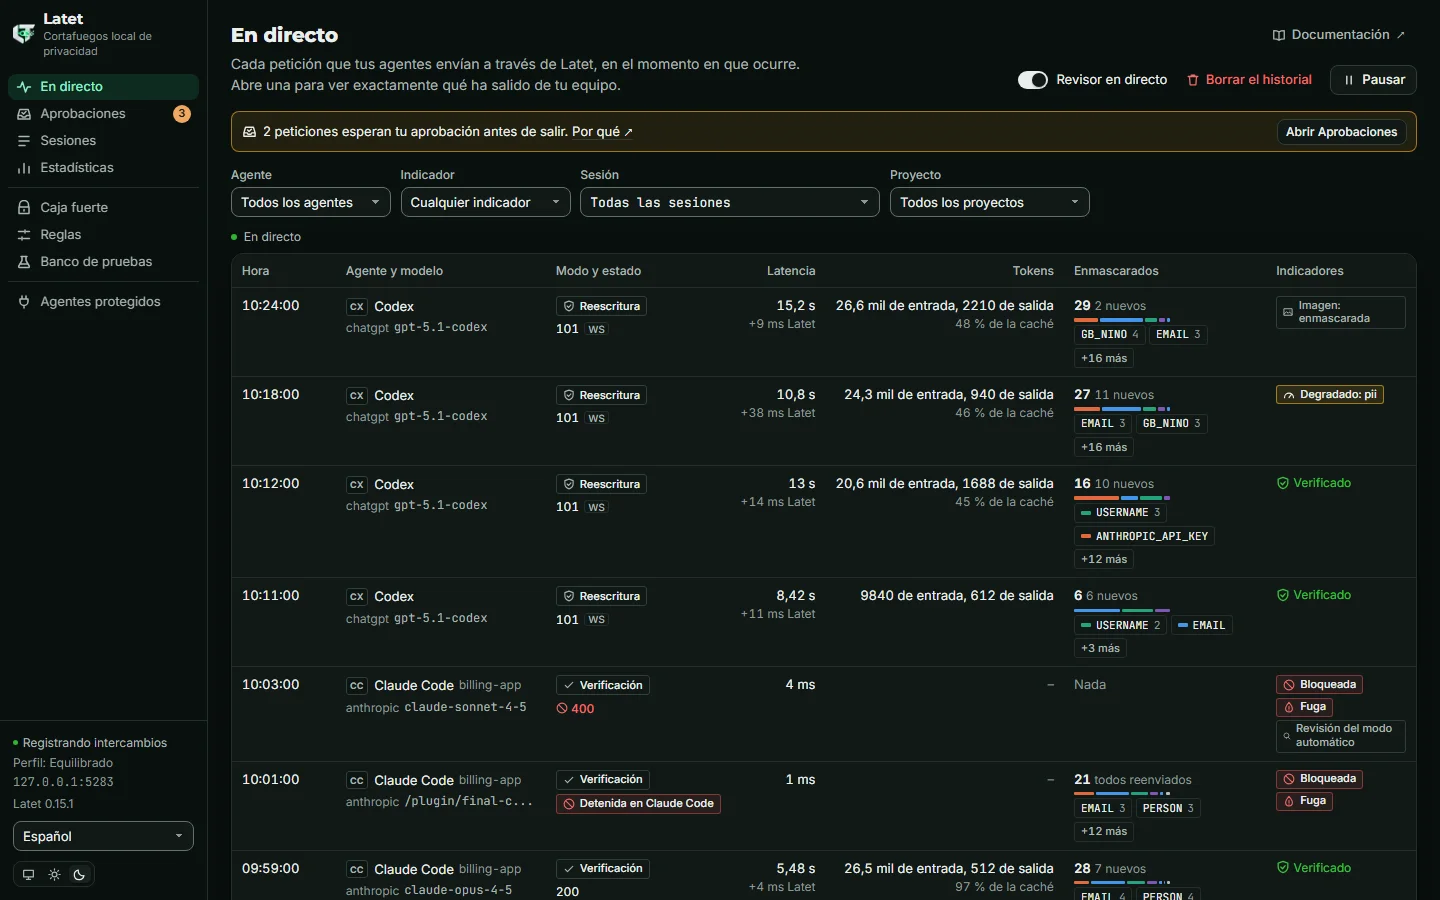 Latet
Cortafuegos local de
privacidad
En directo
Aprobaciones 3
Sesiones
Estadísticas
Caja fuerte
Reglas
Banco de pruebas
Agentes protegidos
Registrando intercambios
Perfil: Equilibrado
127.0.0.1:5283
Latet 0.15.1
Español
En directo
Cada petición que tus agentes envían a través de Latet, en el momento en que ocurre.
Abre una para ver exactamente qué ha salido de tu equipo.
Documentación ↗
Revisor en directo
Borrar el historial
Pausar
2 peticiones esperan tu aprobación antes de salir. Por qué ↗
Abrir Aprobaciones
Agente Indicador Sesión Proyecto
Todos los agentes Cualquier indicador Todas las sesiones Todos los proyectos
En directo
Hora Agente y modelo Modo y estado Latencia Tokens Enmascarados Indicadores
10:24:00 CX Codex Reescritura 15,2 s 26,6 mil de entrada, 2210 de salida 29 2 nuevos Imagen:
enmascarada
chatgpt gpt-5.1-codex 101 WS +9 ms Latet 48 % de la caché
GB_NINO 4 EMAIL 3
+16 más
10:18:00 CX Codex Reescritura 10,8 s 24,3 mil de entrada, 940 de salida 27 11 nuevos Degradado: pii
chatgpt gpt-5.1-codex 101 WS +38 ms Latet 46 % de la caché
EMAIL 3 GB_NINO 3
+16 más
10:12:00 CX Codex Reescritura 13 s 20,6 mil de entrada, 1688 de salida 16 10 nuevos Verificado
chatgpt gpt-5.1-codex 101 WS +14 ms Latet 45 % de la caché
USERNAME 3
ANTHROPIC_API_KEY
+12 más
10:11:00 CX Codex Reescritura 8,42 s 9840 de entrada, 612 de salida 6 6 nuevos Verificado
chatgpt gpt-5.1-codex 101 WS +11 ms Latet
USERNAME 2 EMAIL
+3 más
10:03:00 CC Claude Code billing-app Verificación 4 ms – Nada Bloqueada
anthropic claude-sonnet-4-5 400 Fuga
Revisión del modo
automático
10:01:00 CC Claude Code billing-app Verificación 1 ms – 21 todos reenviados Bloqueada
anthropic /plugin/final-c... Detenida en Claude Code Fuga
EMAIL 3 PERSON 3
+12 más
09:59:00 CC Claude Code billing-app Verificación 5,48 s 26,5 mil de entrada, 512 de salida 28 7 nuevos Verificado
anthropic claude-opus-4-5 200 +4 ms Latet 97 % de la caché
EMAIL 4 PERSON 4